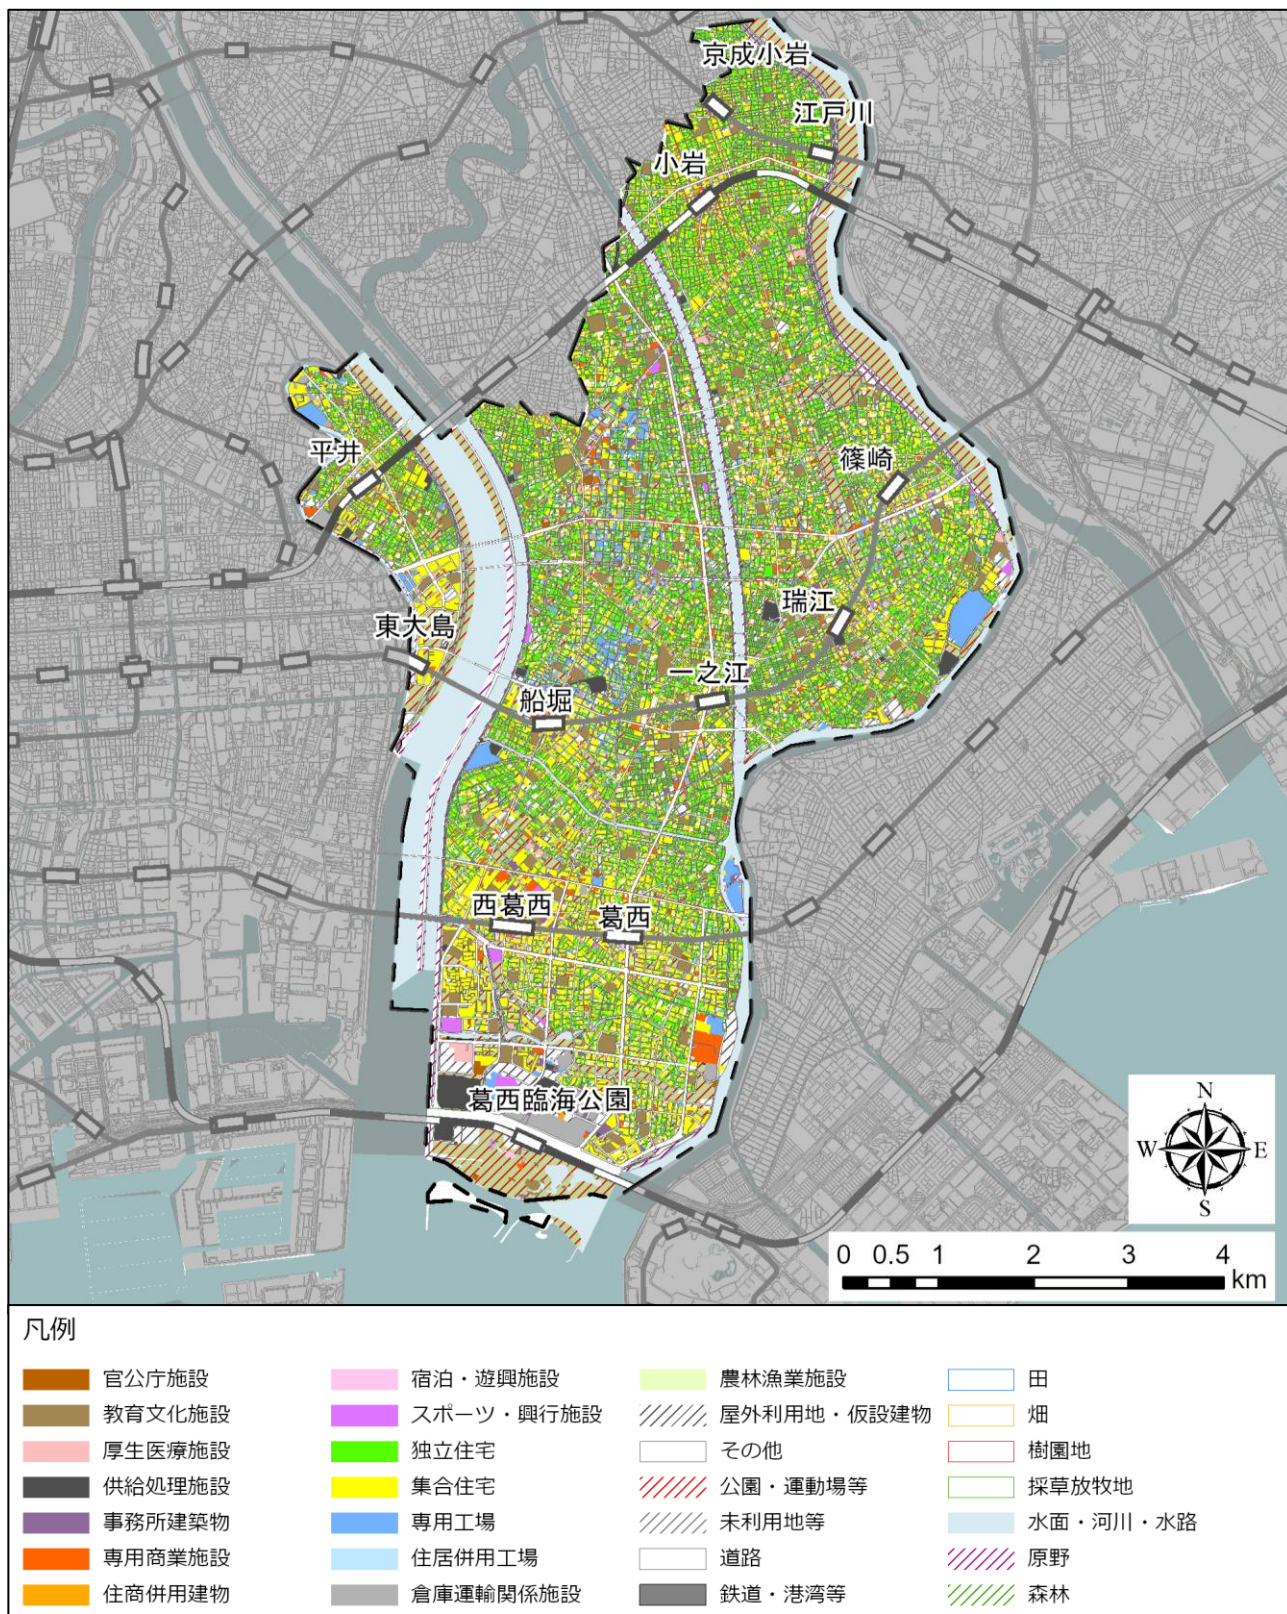 京成小岩
江戸川
小岩
平井
篠崎
瑞江
東大島
一之江
船堀
西葛西
葛西
葛西臨海公園
N
W E
S
0 0.5 1 2 3 4
km
凡例
官公庁施設
教育文化施設
厚生医療施設
供給処理施設
事務所建築物
専用商業施設
住商併用建物
宿泊・遊興施設
スポーツ・興行施設
独立住宅
集合住宅
専用工場
住居併用工場
倉庫運輸関係施設
農林漁業施設
屋外利用地・仮設建物
その他
公園・運動場等
未利用地等
道路
鉄道・港湾等
田
畑
樹園地
採草放牧地
水面・河川・水路
原野
森林